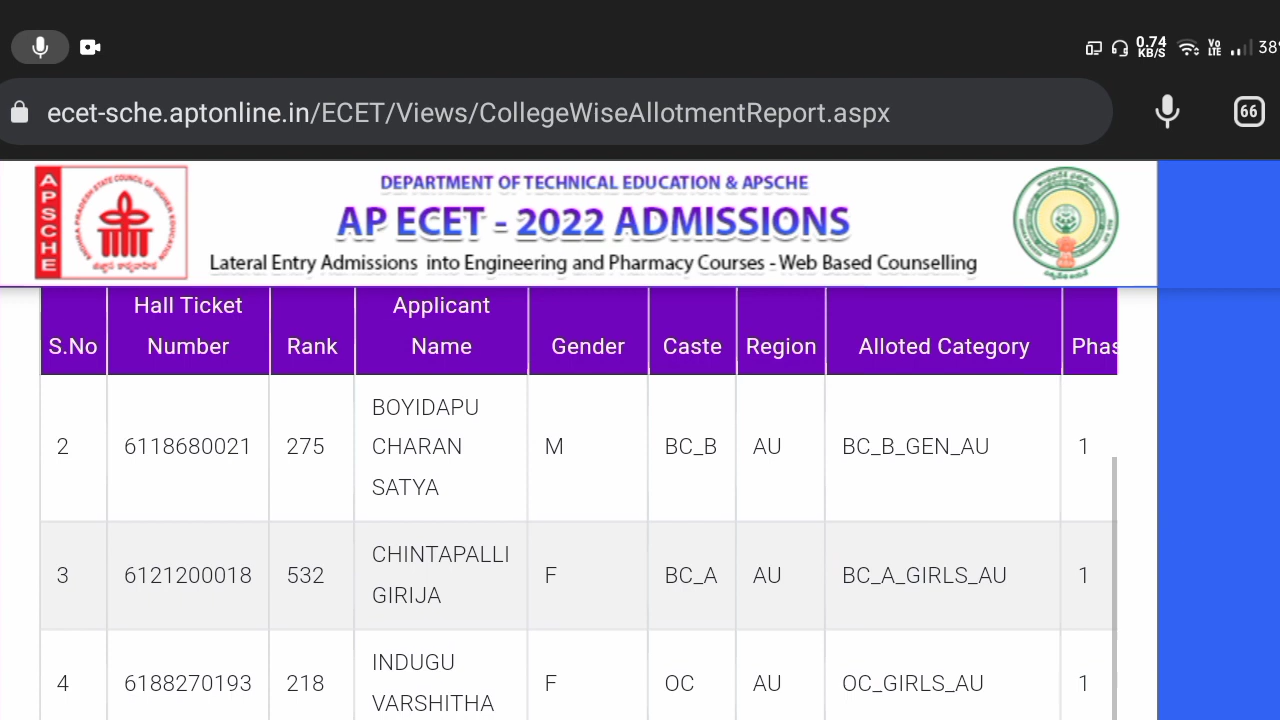 0.74
KB/S
Vo
LTE
38
ecet-sche.aptonline.in/ECET/Views/CollegeWiseAllotmentReport.aspx
66
APSCHE
DEPARTMENT OF TECHNICAL EDUCATION & APSCHE
AP ECET - 2022 ADMISSIONS
Lateral Entry Admissions into Engineering and Pharmacy Courses - Web Based Counselling
S.No Hall Ticket Number Rank Applicant Name Gender Caste Region Alloted Category Phas
2 6118680021 275 BOYIDAPU CHARAN SATYA M BC_B AU BC_B_GEN_AU 1
3 6121200018 532 CHINTAPALLI GIRIJA F BC_A AU BC_A_GIRLS_AU 1
4 6188270193 218 INDUGU VARSHITHA F OC AU OC_GIRLS_AU 1